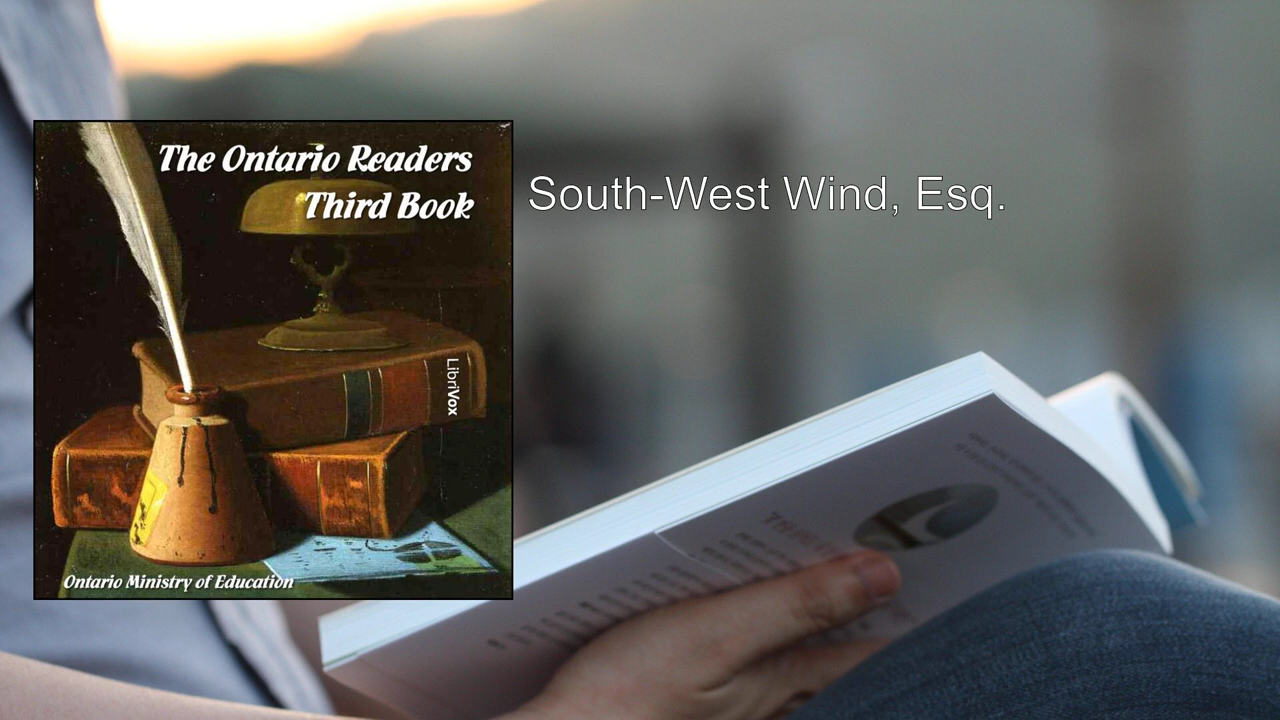 The Ontario Readers
Third Book
LibriVox
Ontario Ministry of Education
South-West Wind, Esq.